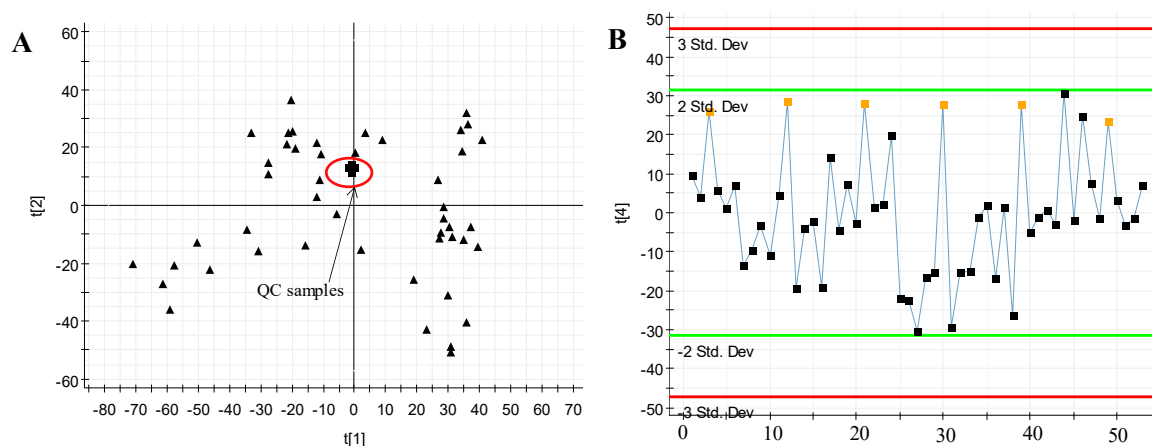 A
t[2]
60
40
20
0
-20
-40
-60
QC samples
-80 -70 -60 -50 -40 -30 -20 -10 0 10 20 30 40 50 60 70
t[1]
B
t[4]
50
40
30
20
10
0
-10
-20
-30
-40
-50
3 Std. Dev
2 Std. Dev
-2 Std. Dev
-3 Std. Dev
0 10 20 30 40 50